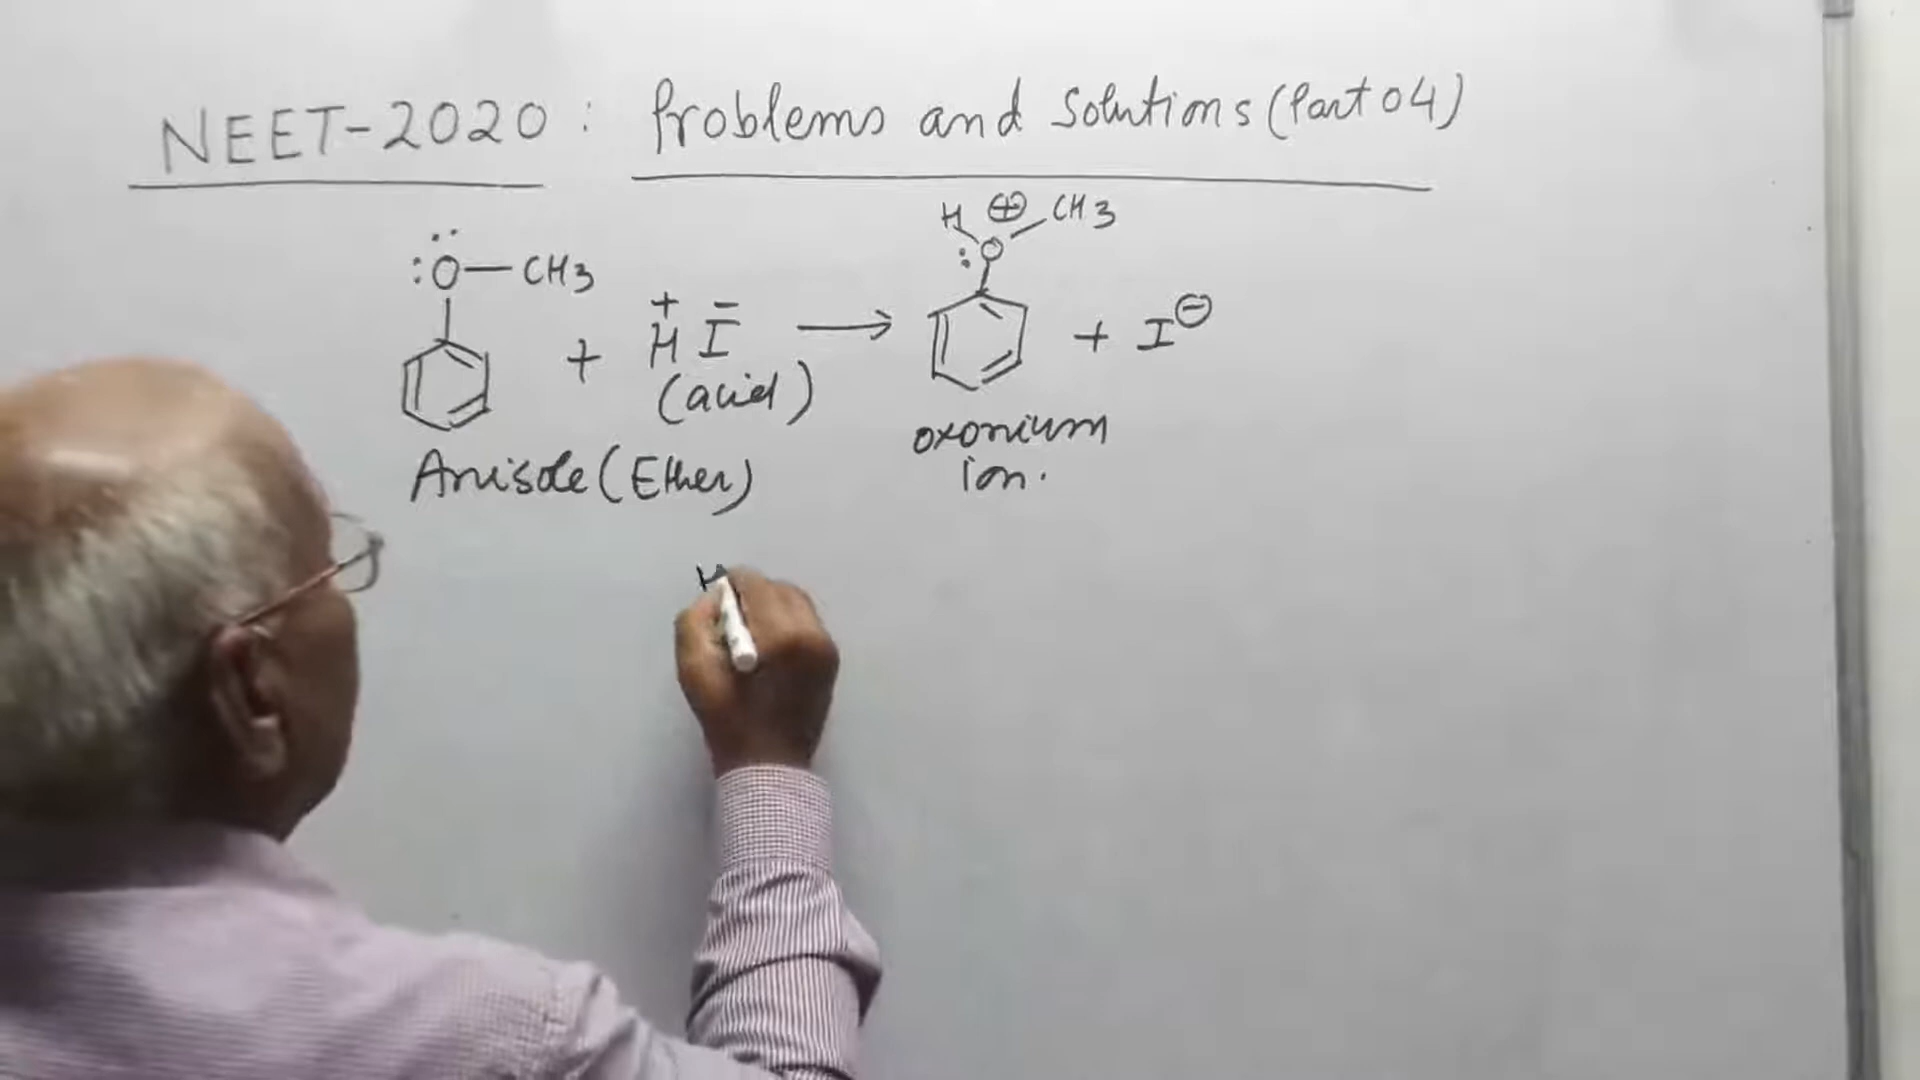 NEET-2020: Problems and Solutions (Part 04)
H ⊕ CH3
:O
:Ö—CH3
+ H⁺ I⁻ → + I⊖
(acid)
oxonium
ion.
Anisole (Ether)
H